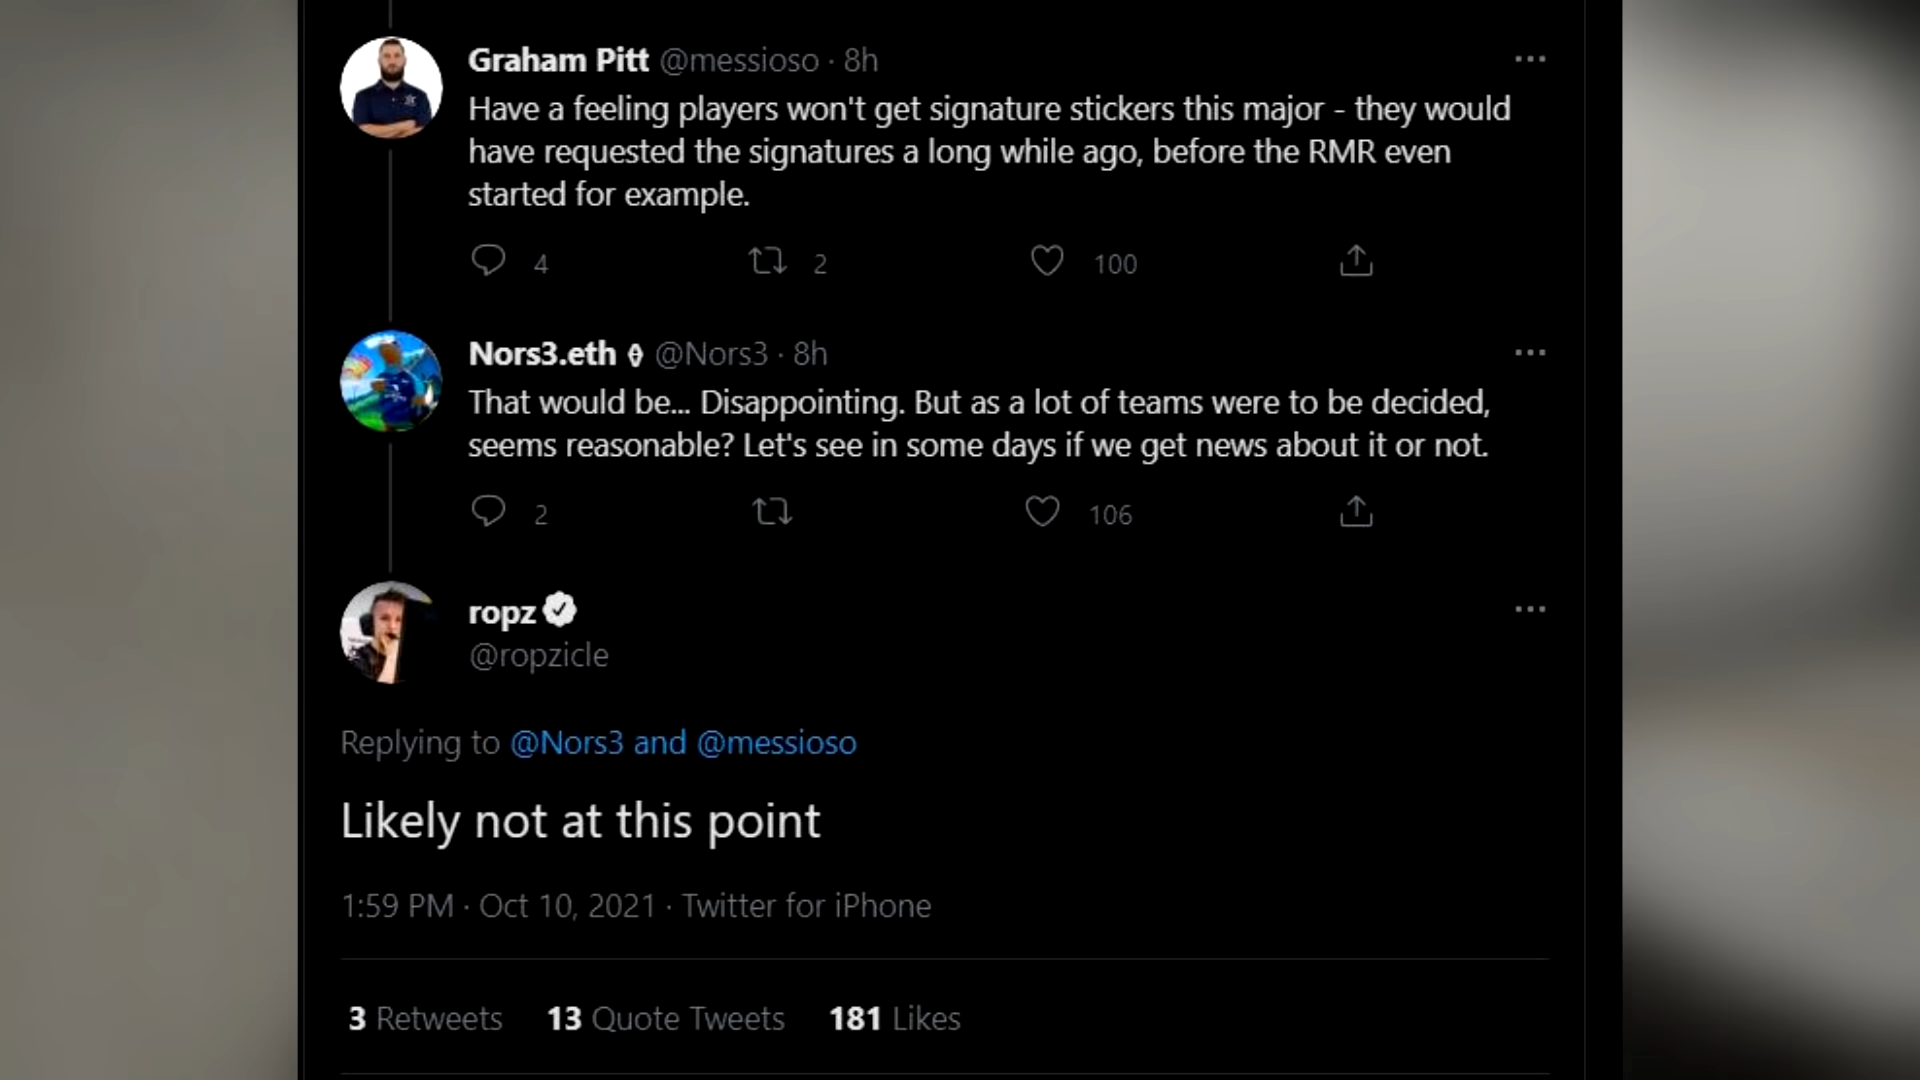 Graham Pitt @messioso · 8h
Have a feeling players won't get signature stickers this major - they would
have requested the signatures a long while ago, before the RMR even
started for example.
4 2 100
Nors3.eth @Nors3 · 8h
That would be... Disappointing. But as a lot of teams were to be decided,
seems reasonable? Let's see in some days if we get news about it or not.
2 106
ropz
@ropzicle
Replying to @Nors3 and @messioso
Likely not at this point
1:59 PM · Oct 10, 2021 · Twitter for iPhone
3 Retweets 13 Quote Tweets 181 Likes